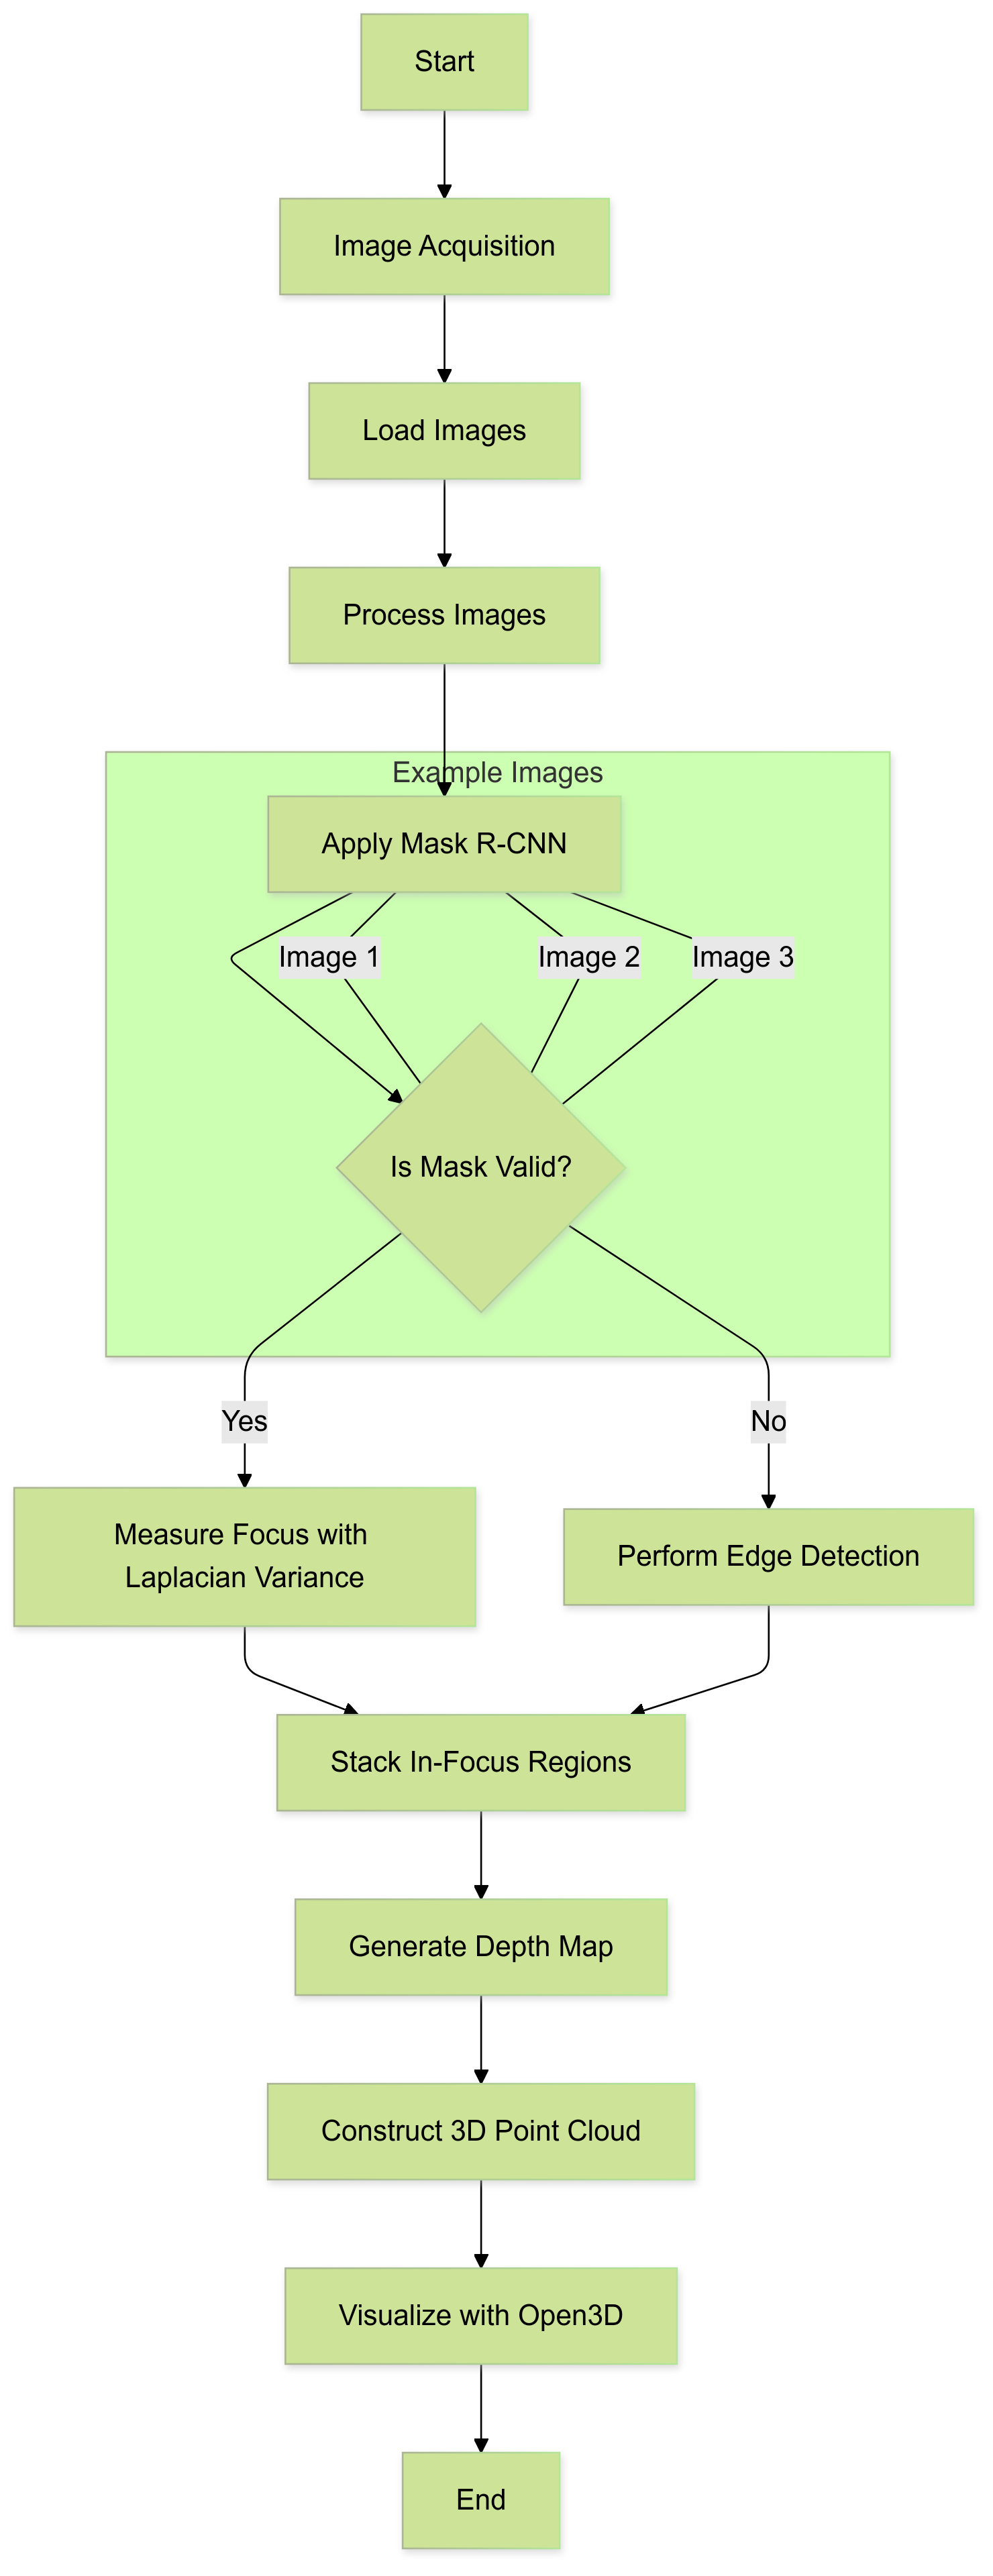 Start
Image Acquisition
Load Images
Process Images
Example Images
Apply Mask R-CNN
Image 1
Image 2
Image 3
Is Mask Valid?
Yes
No
Measure Focus with
Laplacian Variance
Perform Edge Detection
Stack In-Focus Regions
Generate Depth Map
Construct 3D Point Cloud
Visualize with Open3D
End